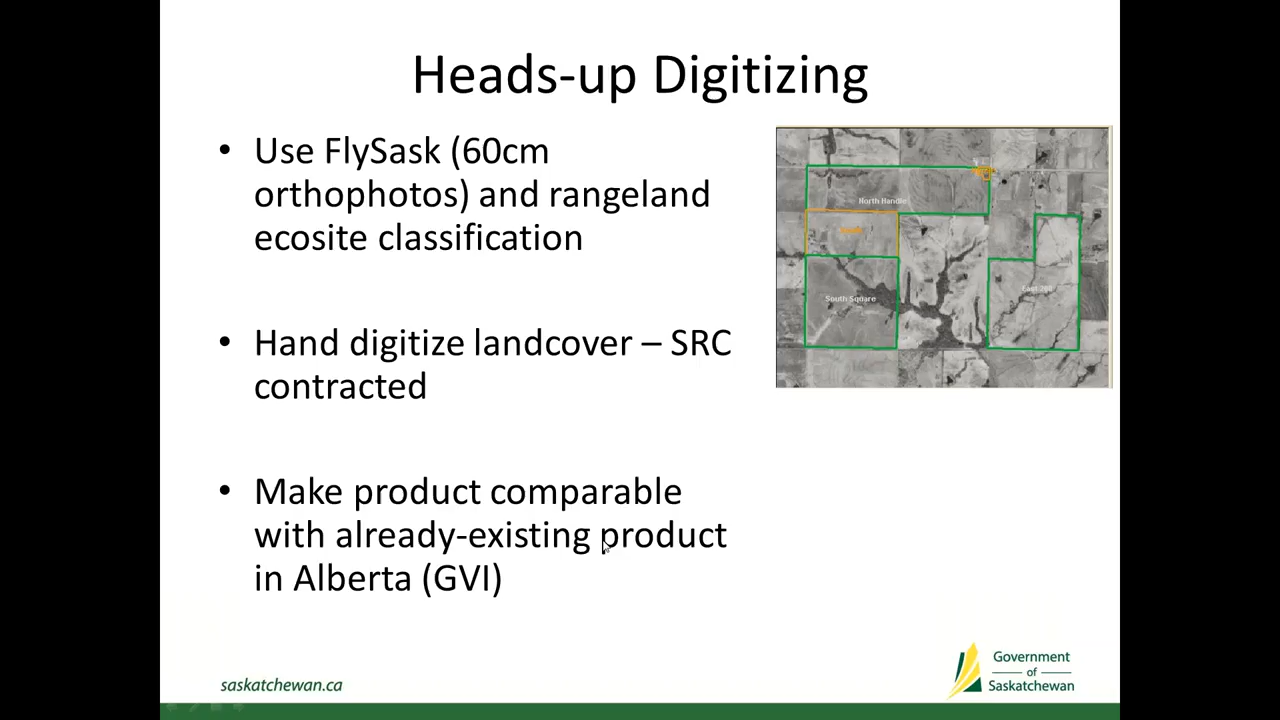 Heads-up Digitizing
• Use FlySask (60cm
orthophotos) and rangeland
ecosite classification
• Hand digitize landcover – SRC
contracted
• Make product comparable
with already-existing product
in Alberta (GVI)
North Handle
South Square
saskatchewan.ca
Government
of
Saskatchewan